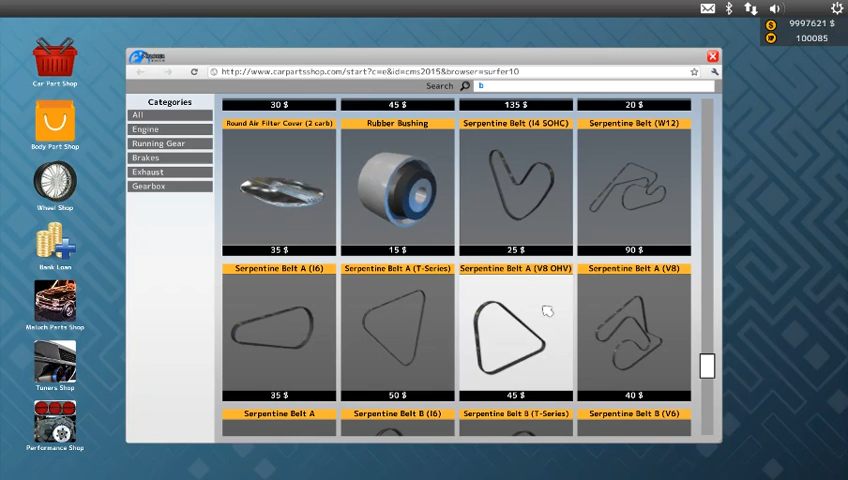 9997621 $
100085
Car Part Shop
Body Part Shop
Wheel Shop
Bank Loan
Maluch Parts Shop
Tuners Shop
Performance Shop
http://www.carpartsshop.com/start?c=e&id=cms2015&browser=surfer10
Search b
Categories
All
Engine
Running Gear
Brakes
Exhaust
Gearbox
30 $ 45 $ 135 $ 20 $
Round Air Filter Cover (2 carb) Rubber Bushing Serpentine Belt (I4 SOHC) Serpentine Belt (W12)
35 $ 15 $ 25 $ 90 $
Serpentine Belt A (I6) Serpentine Belt A (T-Series) Serpentine Belt A (V8 OHV) Serpentine Belt A (V8)
35 $ 50 $ 45 $ 40 $
Serpentine Belt A Serpentine Belt B (I6) Serpentine Belt B (T-Series) Serpentine Belt B (V6)